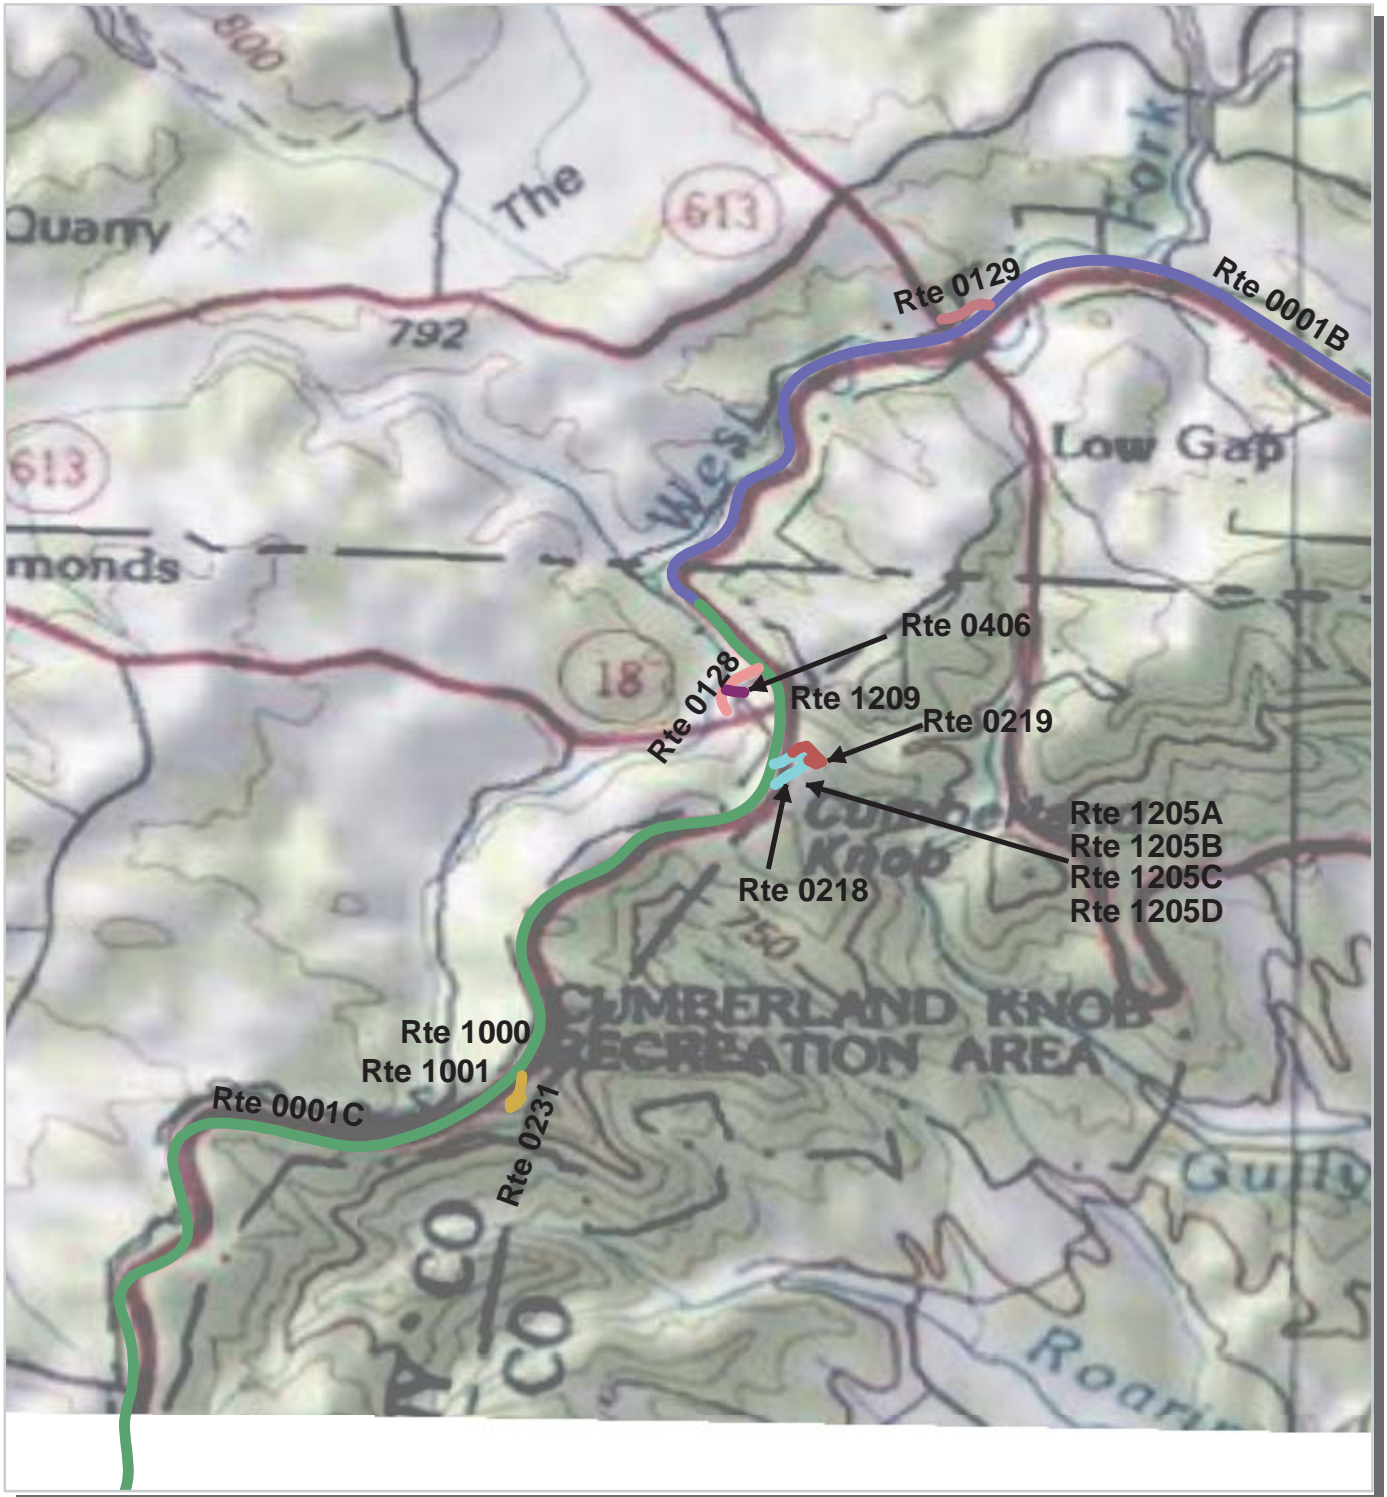 800
The
Fork
613
Quarry
Rte 0129
Rte 0001B
792
West
Low Gap
613
monds
Rte 0406
18
Rte 0128
Rte 1209
Rte 0219
Rte 1205A
Rte 1205B
Rte 1205C
Rte 1205D
Knob
Rte 0218
750
CUMBERLAND KNOB
RECREATION AREA
Rte 1000
Rte 1001
Rte 0001C
Rte 0231
Gully
CO
CO
Roarin